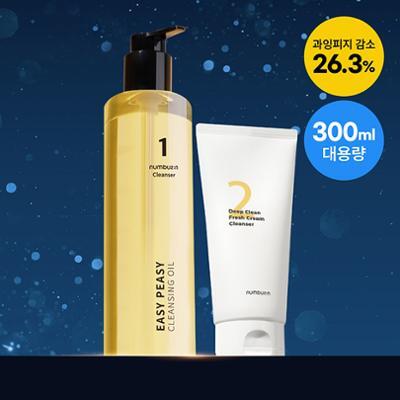 과잉피지 감소
26.3%
300ml
대용량
1
numbuzin
Cleanser
EASY PEASY
CLEANSING OIL
2
Deep Clean
Fresh Cream
Cleanser
numbuzin